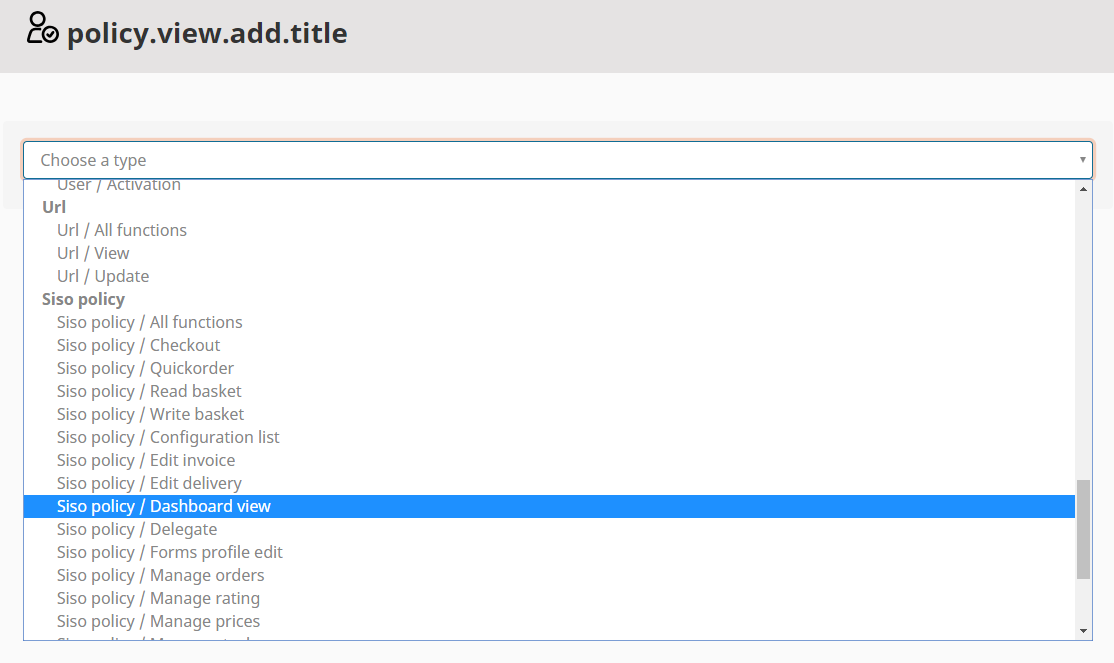 policy.view.add.title
Choose a type
User / Activation
Url
Url / All functions
Url / View
Url / Update
Siso policy
Siso policy / All functions
Siso policy / Checkout
Siso policy / Quickorder
Siso policy / Read basket
Siso policy / Write basket
Siso policy / Configuration list
Siso policy / Edit invoice
Siso policy / Edit delivery
Siso policy / Dashboard view
Siso policy / Delegate
Siso policy / Forms profile edit
Siso policy / Manage orders
Siso policy / Manage rating
Siso policy / Manage prices